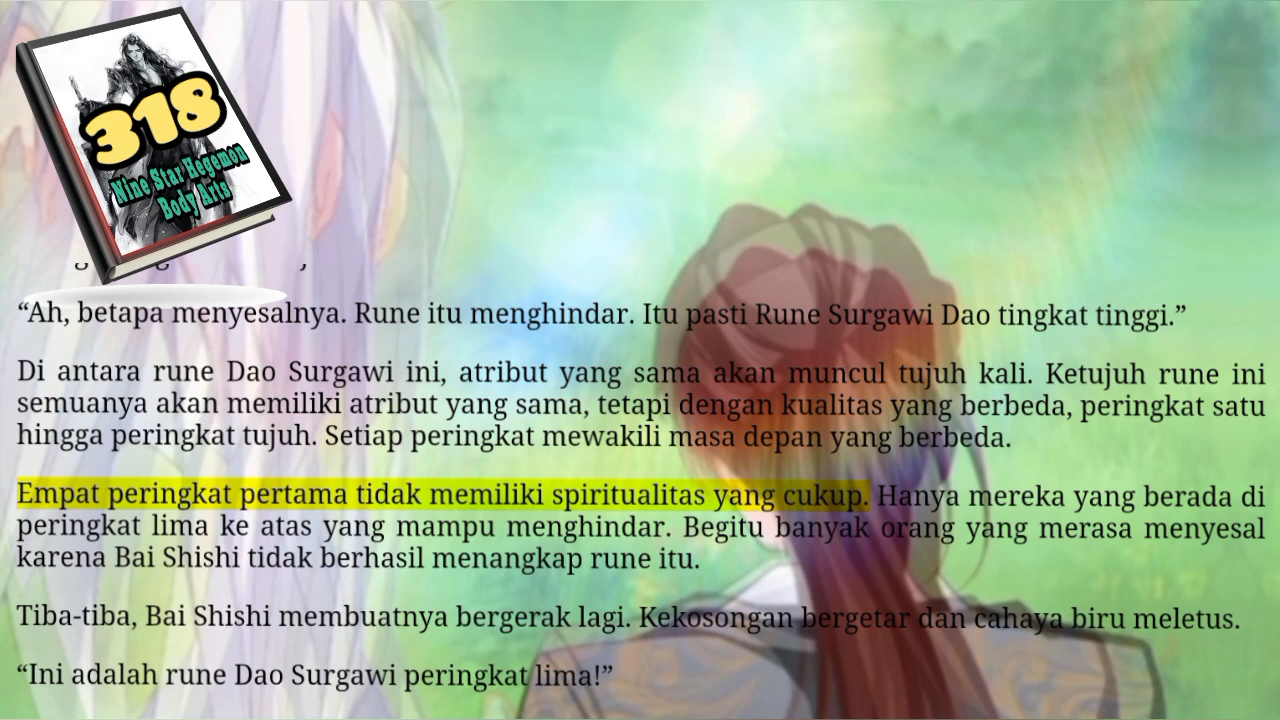 318
Nine Star Hegemon
Body Arts
“Ah, betapa menyesalnya. Rune itu menghindar. Itu pasti Rune Surgawi Dao tingkat tinggi.”
Di antara rune Dao Surgawi ini, atribut yang sama akan muncul tujuh kali. Ketujuh rune ini
semuanya akan memiliki atribut yang sama, tetapi dengan kualitas yang berbeda, peringkat satu
hingga peringkat tujuh. Setiap peringkat mewakili masa depan yang berbeda.
Empat peringkat pertama tidak memiliki spiritualitas yang cukup. Hanya mereka yang berada di
peringkat lima ke atas yang mampu menghindar. Begitu banyak orang yang merasa menyesal
karena Bai Shishi tidak berhasil menangkap rune itu.
Tiba-tiba, Bai Shishi membuatnya bergerak lagi. Kekosongan bergetar dan cahaya biru meletus.
“Ini adalah rune Dao Surgawi peringkat lima!”